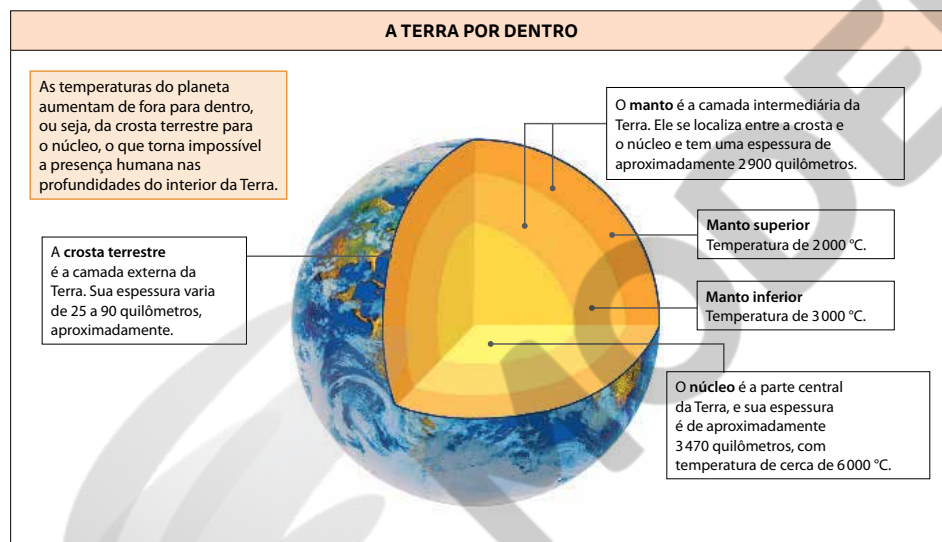 A TERRA POR DENTRO
As temperaturas do planeta
aumentam de fora para dentro,
ou seja, da crosta terrestre para
o núcleo, o que torna impossível
a presença humana nas
profundidades do interior da Terra.
O manto é a camada intermediária da
Terra. Ele se localiza entre a crosta e
o núcleo e tem uma espessura de
aproximadamente 2 900 quilômetros.
A crosta terrestre
é a camada externa da
Terra. Sua espessura varia
de 25 a 90 quilômetros,
aproximadamente.
Manto superior
Temperatura de 2 000 °C.
Manto inferior
Temperatura de 3 000 °C.
O núcleo é a parte central
da Terra, e sua espessura
é de aproximadamente
3 470 quilômetros, com
temperatura de cerca de 6 000 °C.
MODE